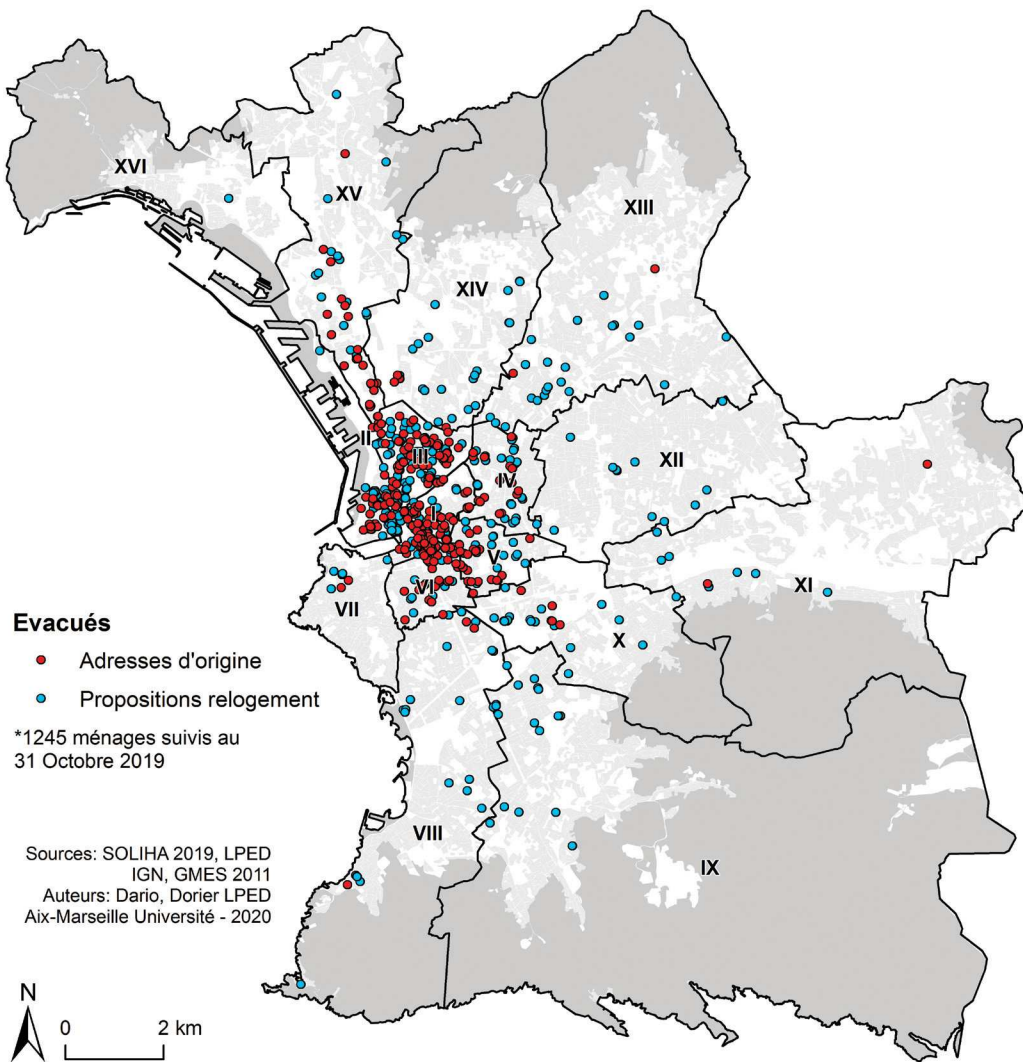 XVI
XV
XIII
XIV
II
III
XII
IV
I
V
XI
VI
VII
X
Evacués
Adresses d'origine
Propositions relogement
*1245 ménages suivis au
31 Octobre 2019
VIII
IX
Sources: SOLIHA 2019, LPED
IGN, GMES 2011
Auteurs: Dario, Dorier LPED
Aix-Marseille Université - 2020
N
0 2 km